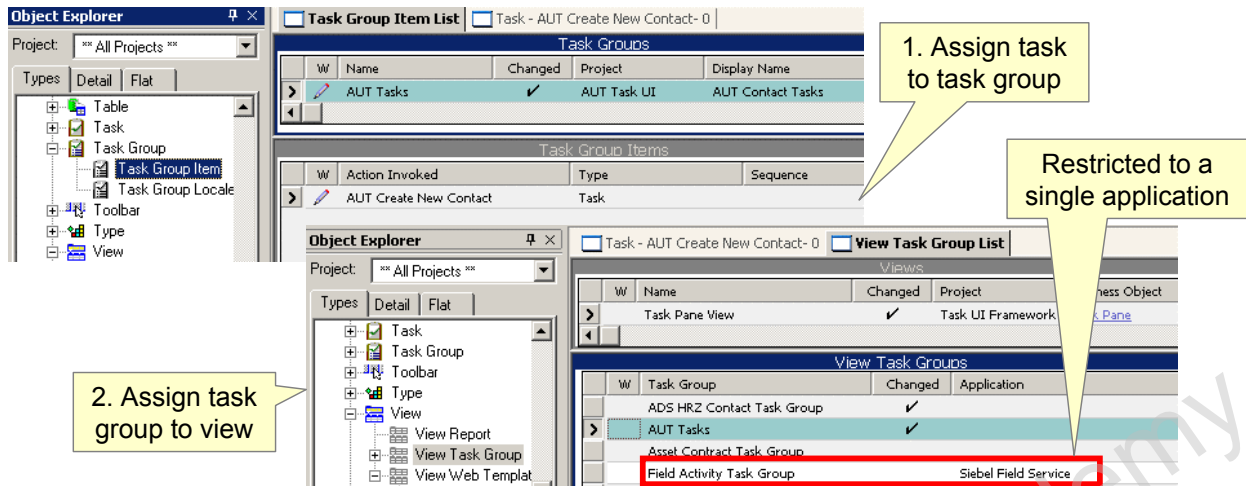 Object Explorer
Task Group Item List Task - AUT Create New Contact- 0
Project: ** All Projects **
Types Detail Flat
Table
Task
Task Group
Task Group Item
Task Group Locale
Toolbar
Type
View
Task Groups
W Name Changed Project Display Name
AUT Tasks ✔ AUT Task UI AUT Contact Tasks
Task Group Items
W Action Invoked Type Sequence
AUT Create New Contact Task
1. Assign task
to task group
Restricted to a
single application
Object Explorer
Task - AUT Create New Contact- 0 View Task Group List
Project: ** All Projects **
Types Detail Flat
Task
Task Group
Toolbar
Type
View
View Report
View Task Group
View Web Templat
Views
W Name Changed Project Object
Task Pane View ✔ Task UI Framework Pane
View Task Groups
W Task Group Changed Application
ADS HRZ Contact Task Group ✔
AUT Tasks ✔
Asset Contract Task Group
Field Activity Task Group Siebel Field Service
2. Assign task
group to view